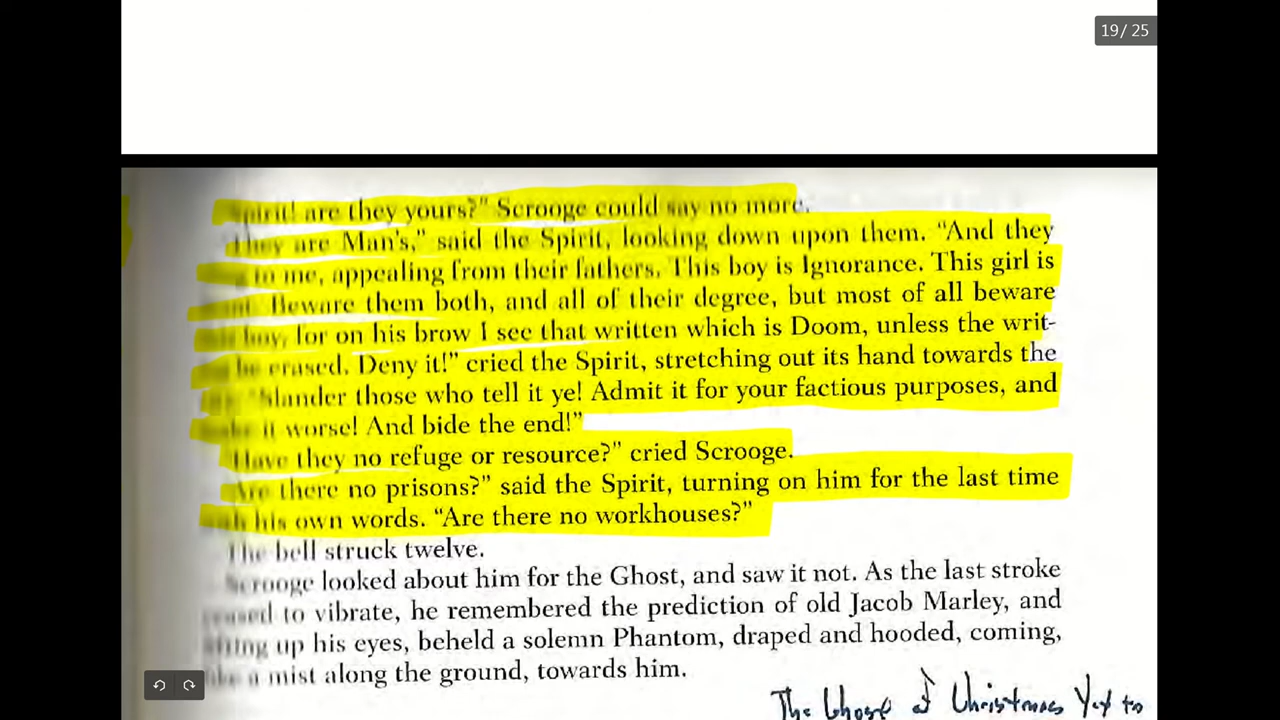 19 / 25
Spirit! are they yours?" Scrooge could say no more.
They are Man's," said the Spirit, looking down upon them. "And they
to me, appealing from their fathers. This boy is Ignorance. This girl is
Beware them both, and all of their degree, but most of all beware
boy, for on his brow I see that written which is Doom, unless the writ-
be erased. Deny it!" cried the Spirit, stretching out its hand towards the
"Slander those who tell it ye! Admit it for your factious purposes, and
it worse! And bide the end!"
Have they no refuge or resource?" cried Scrooge.
Are there no prisons?" said the Spirit, turning on him for the last time
his own words. "Are there no workhouses?"
The bell struck twelve.
Scrooge looked about him for the Ghost, and saw it not. As the last stroke
to vibrate, he remembered the prediction of old Jacob Marley, and
up his eyes, beheld a solemn Phantom, draped and hooded, coming,
a mist along the ground, towards him.
The Ghost of Christmas Yet to